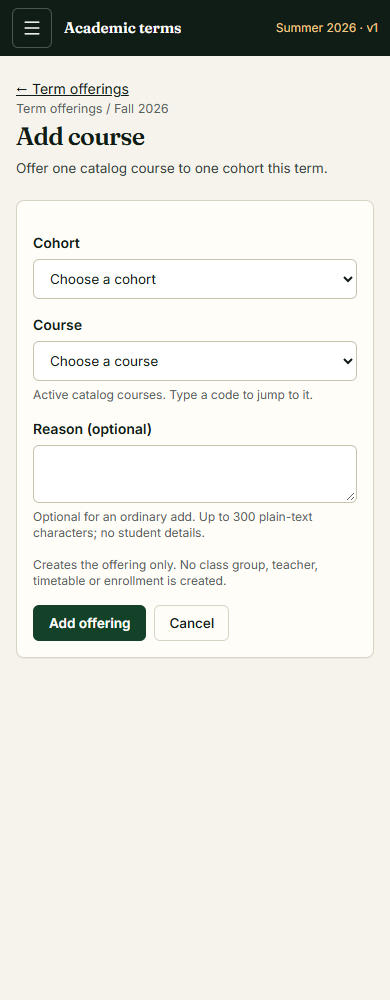 Academic terms
Summer 2026 · v1
← Term offerings
Term offerings / Fall 2026
Add course
Offer one catalog course to one cohort this term.
Cohort
Choose a cohort
Course
Choose a course
Active catalog courses. Type a code to jump to it.
Reason (optional)
Optional for an ordinary add. Up to 300 plain-text
characters; no student details.
Creates the offering only. No class group, teacher,
timetable or enrollment is created.
Add offering
Cancel